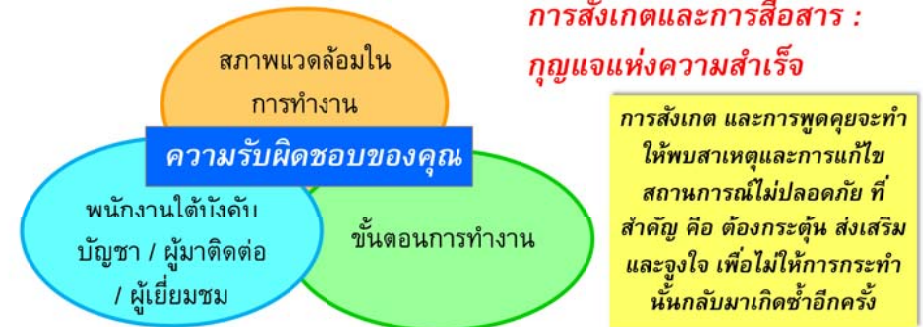 การสังเกตและการสื่อสาร :
กุญแจแห่งความสำเร็จ
สภาพแวดล้อมใน
การทำงาน
ความรับผิดชอบของคุณ
พนักงานใต้บังคับ
บัญชา / ผู้มาติดต่อ
/ ผู้เยี่ยมชม
ขั้นตอนการทำงาน
การสังเกต และการพูดคุยจะทำ
ให้พบสาเหตุและการแก้ไข
สถานการณ์ไม่ปลอดภัย ที่
สำคัญ คือ ต้องกระตุ้น ส่งเสริม
และจูงใจ เพื่อไม่ให้การกระทำ
นั้นกลับมาเกิดซ้ำอีกครั้ง